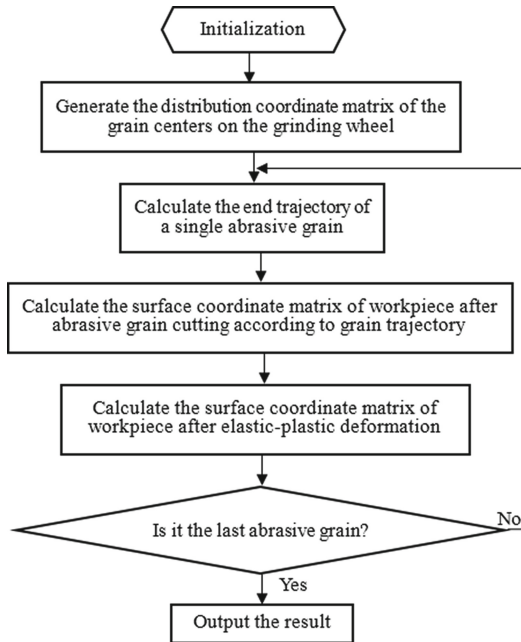 Initialization
Generate the distribution coordinate matrix of the
grain centers on the grinding wheel
Calculate the end trajectory of
a single abrasive grain
Calculate the surface coordinate matrix of workpiece after
abrasive grain cutting according to grain trajectory
Calculate the surface coordinate matrix of
workpiece after elastic-plastic deformation
Is it the last abrasive grain?
No
Yes
Output the result